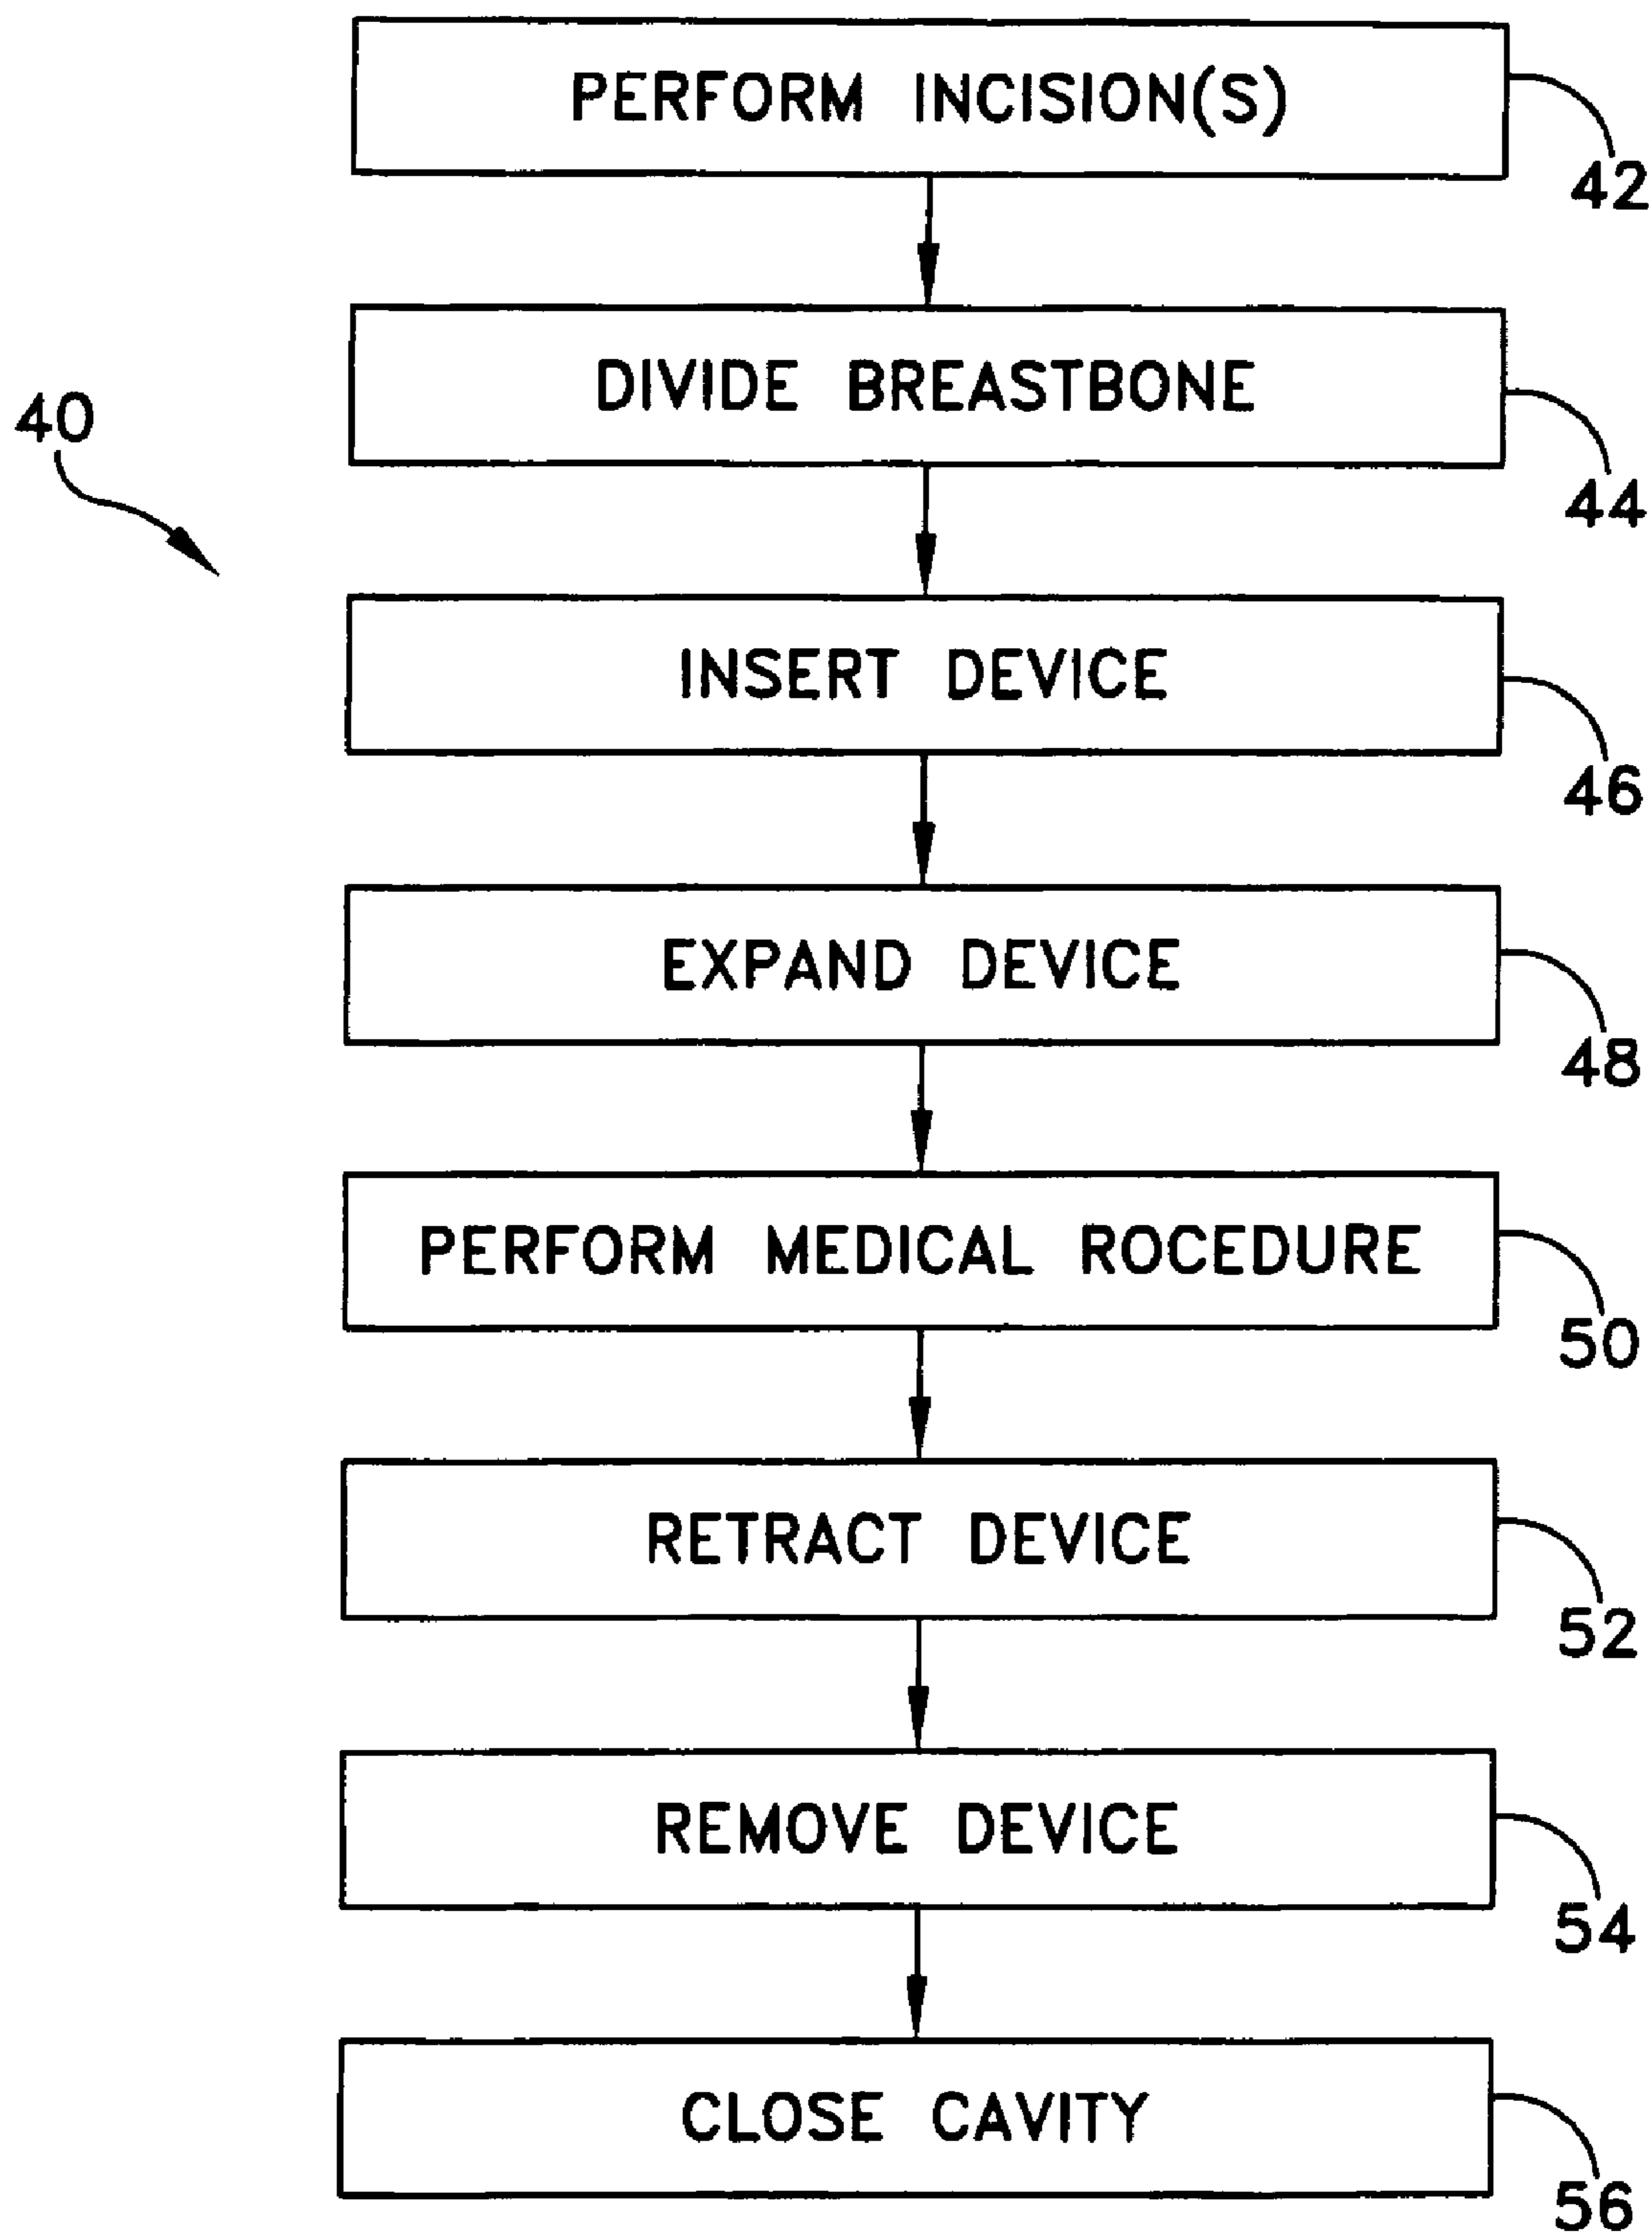 PERFORM INCISION(S)
42
DIVIDE BREASTBONE
40
44
INSERT DEVICE
46
EXPAND DEVICE
48
PERFORM MEDICAL ROCEDURE
50
RETRACT DEVICE
52
REMOVE DEVICE
54
CLOSE CAVITY
56